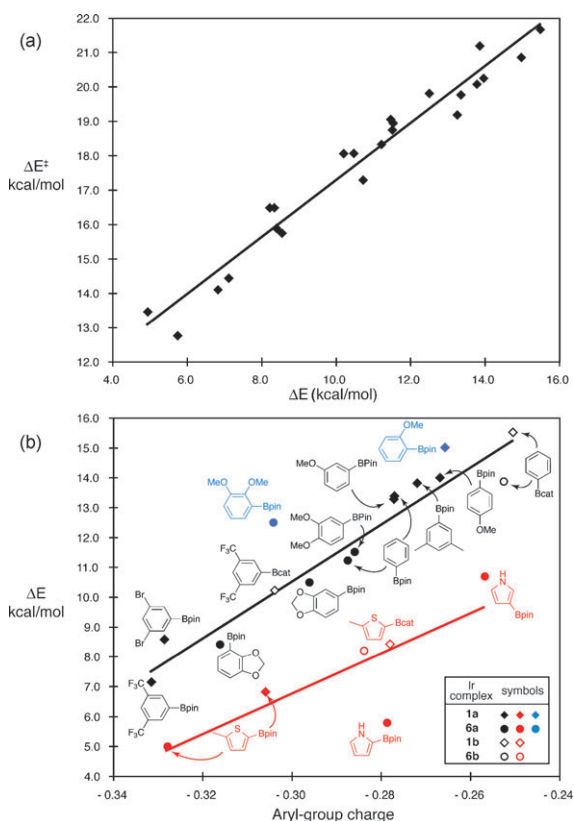 (a)
22.0
21.0
20.0
19.0
18.0
17.0
16.0
15.0
14.0
13.0
12.0
ΔE‡
kcal/mol
4.0 6.0 8.0 10.0 12.0 14.0 16.0
ΔE (kcal/mol)
(b)
16.0
15.0
14.0
13.0
12.0
11.0
10.0
9.0
8.0
7.0
6.0
5.0
4.0
ΔE
kcal/mol
OMe
Bpin
MeO
BPin
OMe
MeO
Bpin
MeO
MeO
BPin
Bpin
Bpin
OMe
Bcat
CF3
F3C
Bcat
O
O
Bpin
Bpin
H
N
Bpin
Br
Br
Bpin
Bpin
O
O
S
Bcat
F3C
F3C
Bpin
S
Bpin
H
N
Bpin
Ir
complex symbols
1a
6a
1b
6b
- 0.34 - 0.32 - 0.30 - 0.28 - 0.26 - 0.24
Aryl-group charge